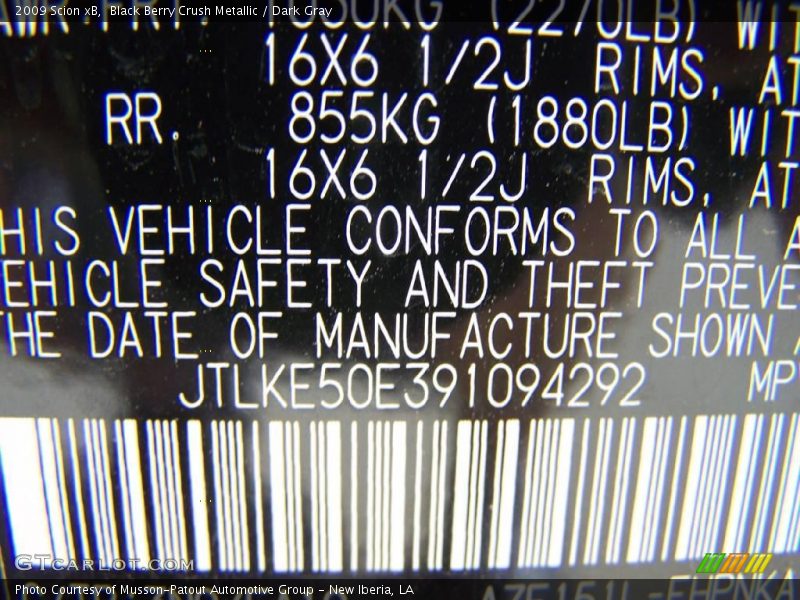 2009 Scion xB, Black Berry Crush Metallic / Dark Gray
(2270LB)
16X6 1/2J RIMS, AT
RR. 855KG (1880LB) WIT
16X6 1/2J RIMS, AT
HIS VEHICLE CONFORMS TO ALL A
EHICLE SAFETY AND THEFT PREVE
THE DATE OF MANUFACTURE SHOWN A
JTLKE50E391094292 MP
GTCARLOT.COM
Photo Courtesy of Musson-Patout Automotive Group - New Iberia, LA